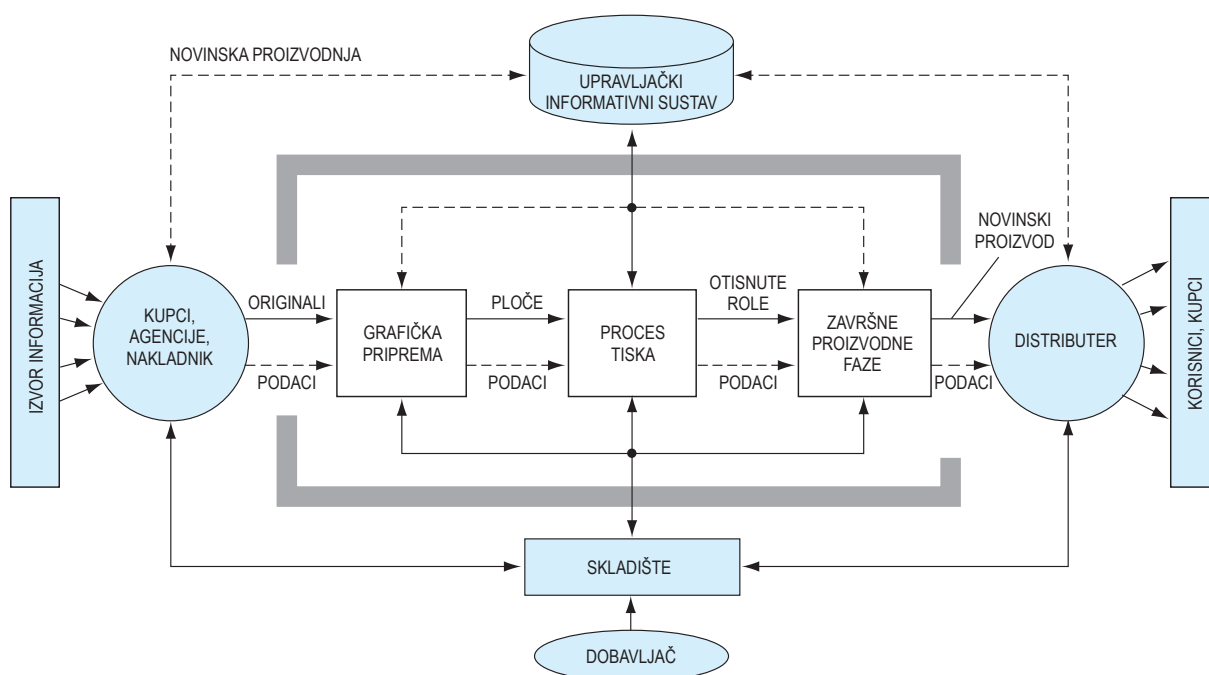 NOVINSKA PROIZVODNJA
UPRAVLJAČKI
INFORMATIVNI SUSTAV
IZVOR INFORMACIJA
KUPCI,
AGENCIJE,
NAKLADNIK
ORIGINALI
PODACI
GRAFIČKA
PRIPREMA
PLOČE
PODACI
PROCES
TISKA
OTISNUTE
ROLE
PODACI
ZAVRŠNE
PROIZVODNE
FAZE
NOVINSKI
PROIZVOD
PODACI
DISTRIBUTER
KORISNICI, KUPCI
SKLADIŠTE
DOBAVLJAČ